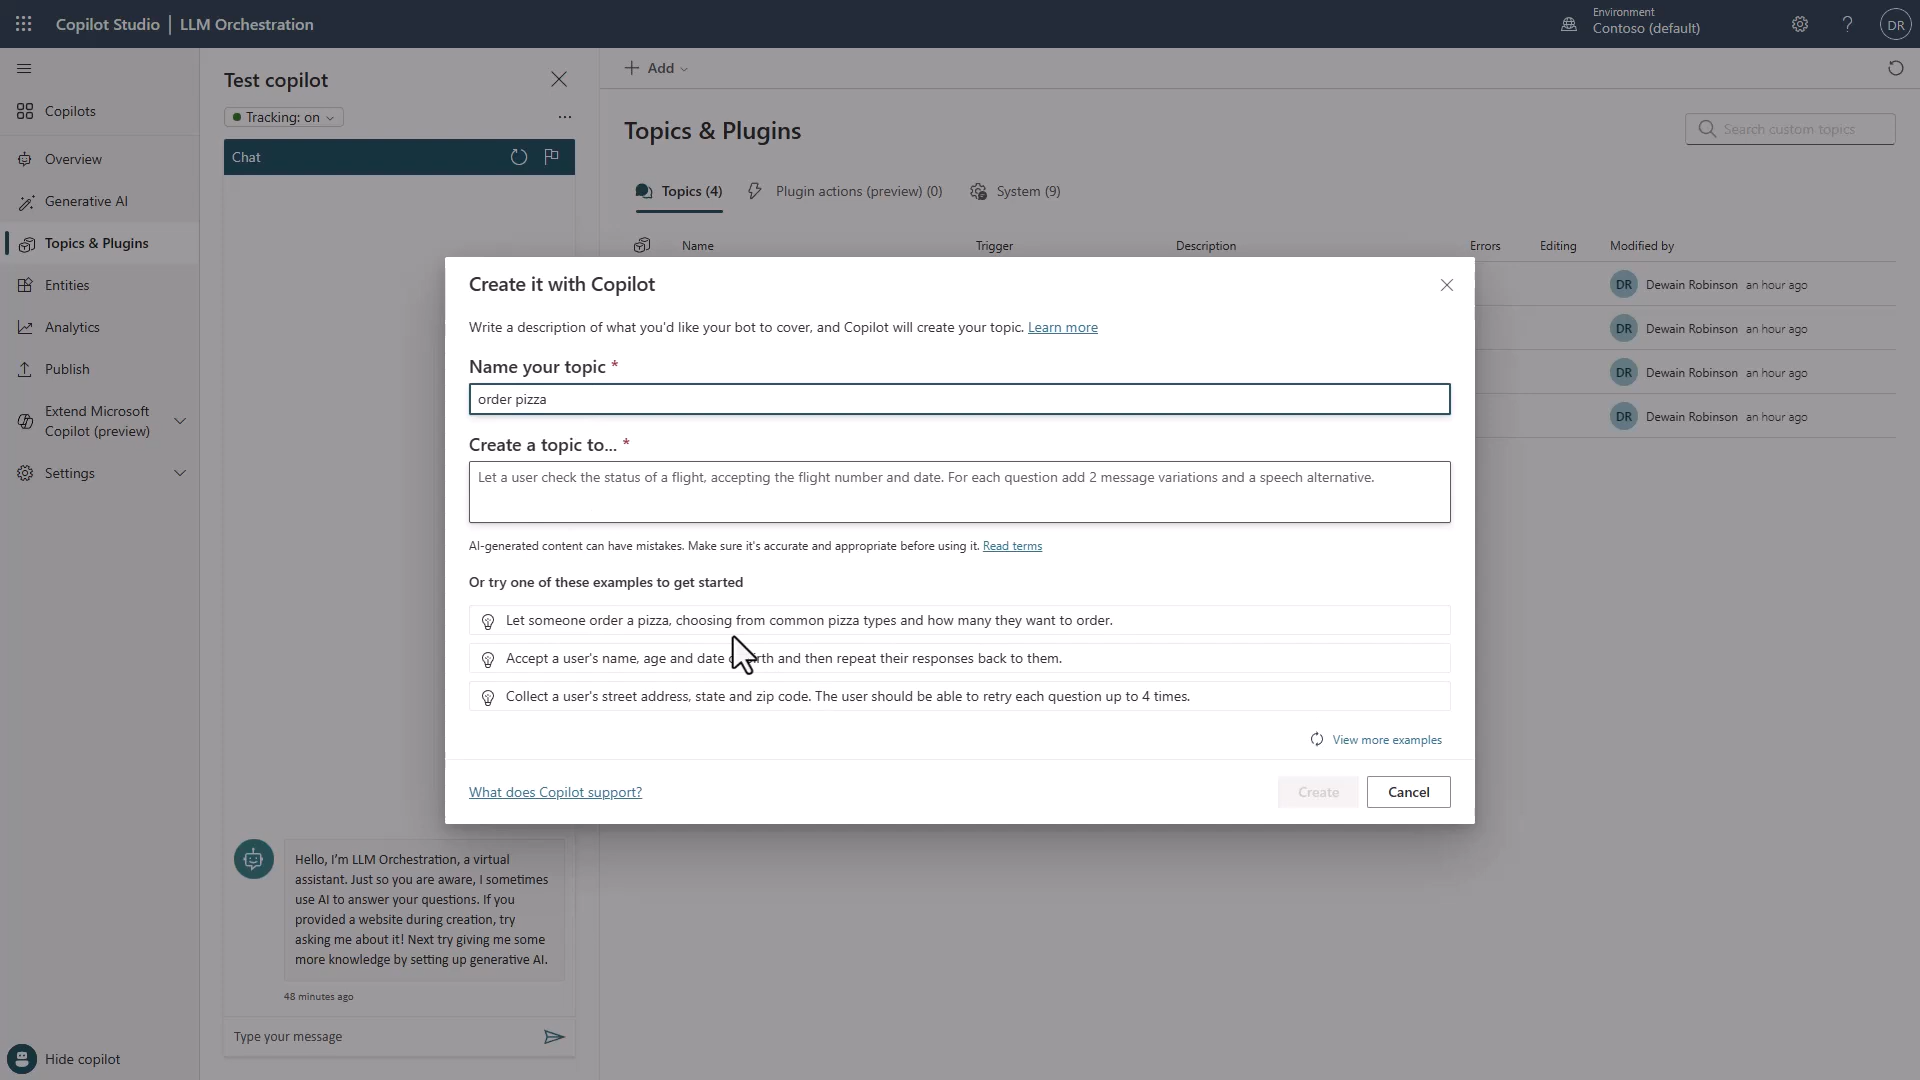 Copilot Studio | LLM Orchestration
Environment
Contoso (default)
DR
Copilots
Overview
Generative AI
Topics & Plugins
Entities
Analytics
Publish
Extend Microsoft
Copilot (preview)
Settings
Hide copilot
Test copilot
Tracking: on
Chat
Hello, I'm LLM Orchestration, a virtual
assistant. Just so you are aware, I sometimes
use AI to answer your questions. If you
provided a website during creation, try
asking me about it! Next try giving me some
more knowledge by setting up generative AI.
48 minutes ago
Type your message
Add
Topics & Plugins
Search custom topics
Topics (4)
Plugin actions (preview) (0)
System (9)
Name Trigger Description Errors Editing Modified by
DR Dewain Robinson an hour ago
DR Dewain Robinson an hour ago
DR Dewain Robinson an hour ago
DR Dewain Robinson an hour ago
Create it with Copilot
Write a description of what you'd like your bot to cover, and Copilot will create your topic. Learn more
Name your topic *
order pizza
Create a topic to... *
Let a user check the status of a flight, accepting the flight number and date. For each question add 2 message variations and a speech alternative.
AI-generated content can have mistakes. Make sure it's accurate and appropriate before using it. Read terms
Or try one of these examples to get started
Let someone order a pizza, choosing from common pizza types and how many they want to order.
Accept a user's name, age and date and then repeat their responses back to them.
Collect a user's street address, state and zip code. The user should be able to retry each question up to 4 times.
View more examples
What does Copilot support?
Create
Cancel